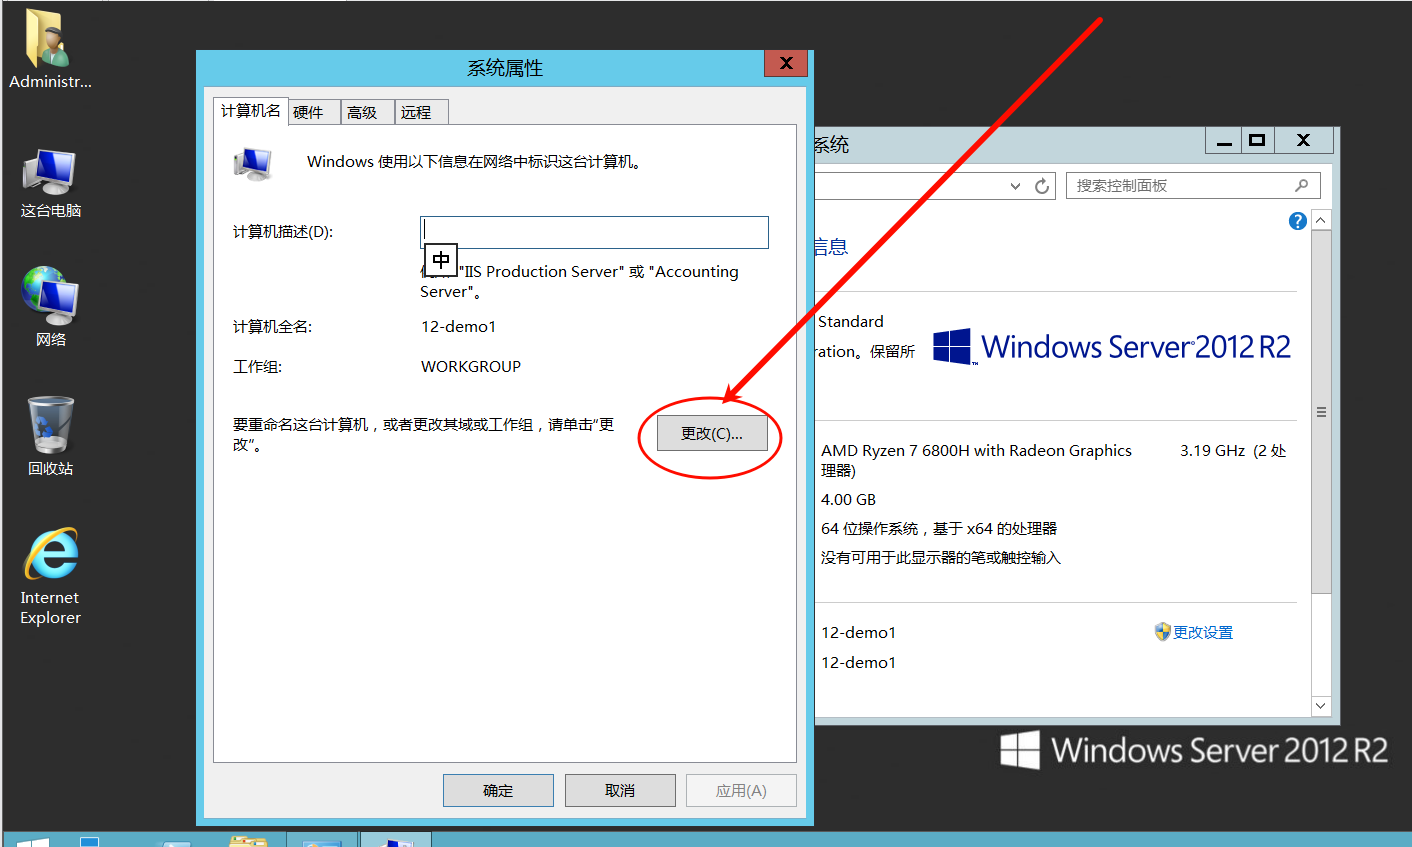 Administr...
这台电脑
网络
回收站
Internet
Explorer
系统属性
计算机名
硬件
高级
远程
Windows 使用以下信息在网络中标识这台计算机。
计算机描述(D):
中
"IIS Production Server" 或 "Accounting
Server"。
计算机全名:
12-demo1
工作组:
WORKGROUP
要重命名这台计算机，或者更改其域或工作组，请单击"更
改"。
更改(C)...
确定
取消
应用(A)
系统
搜索控制面板
信息
Standard
ration。保留所
Windows Server 2012 R2
AMD Ryzen 7 6800H with Radeon Graphics 3.19 GHz (2 处
理器)
4.00 GB
64 位操作系统，基于 x64 的处理器
没有可用于此显示器的笔或触控输入
12-demo1
更改设置
12-demo1
Windows Server 2012 R2